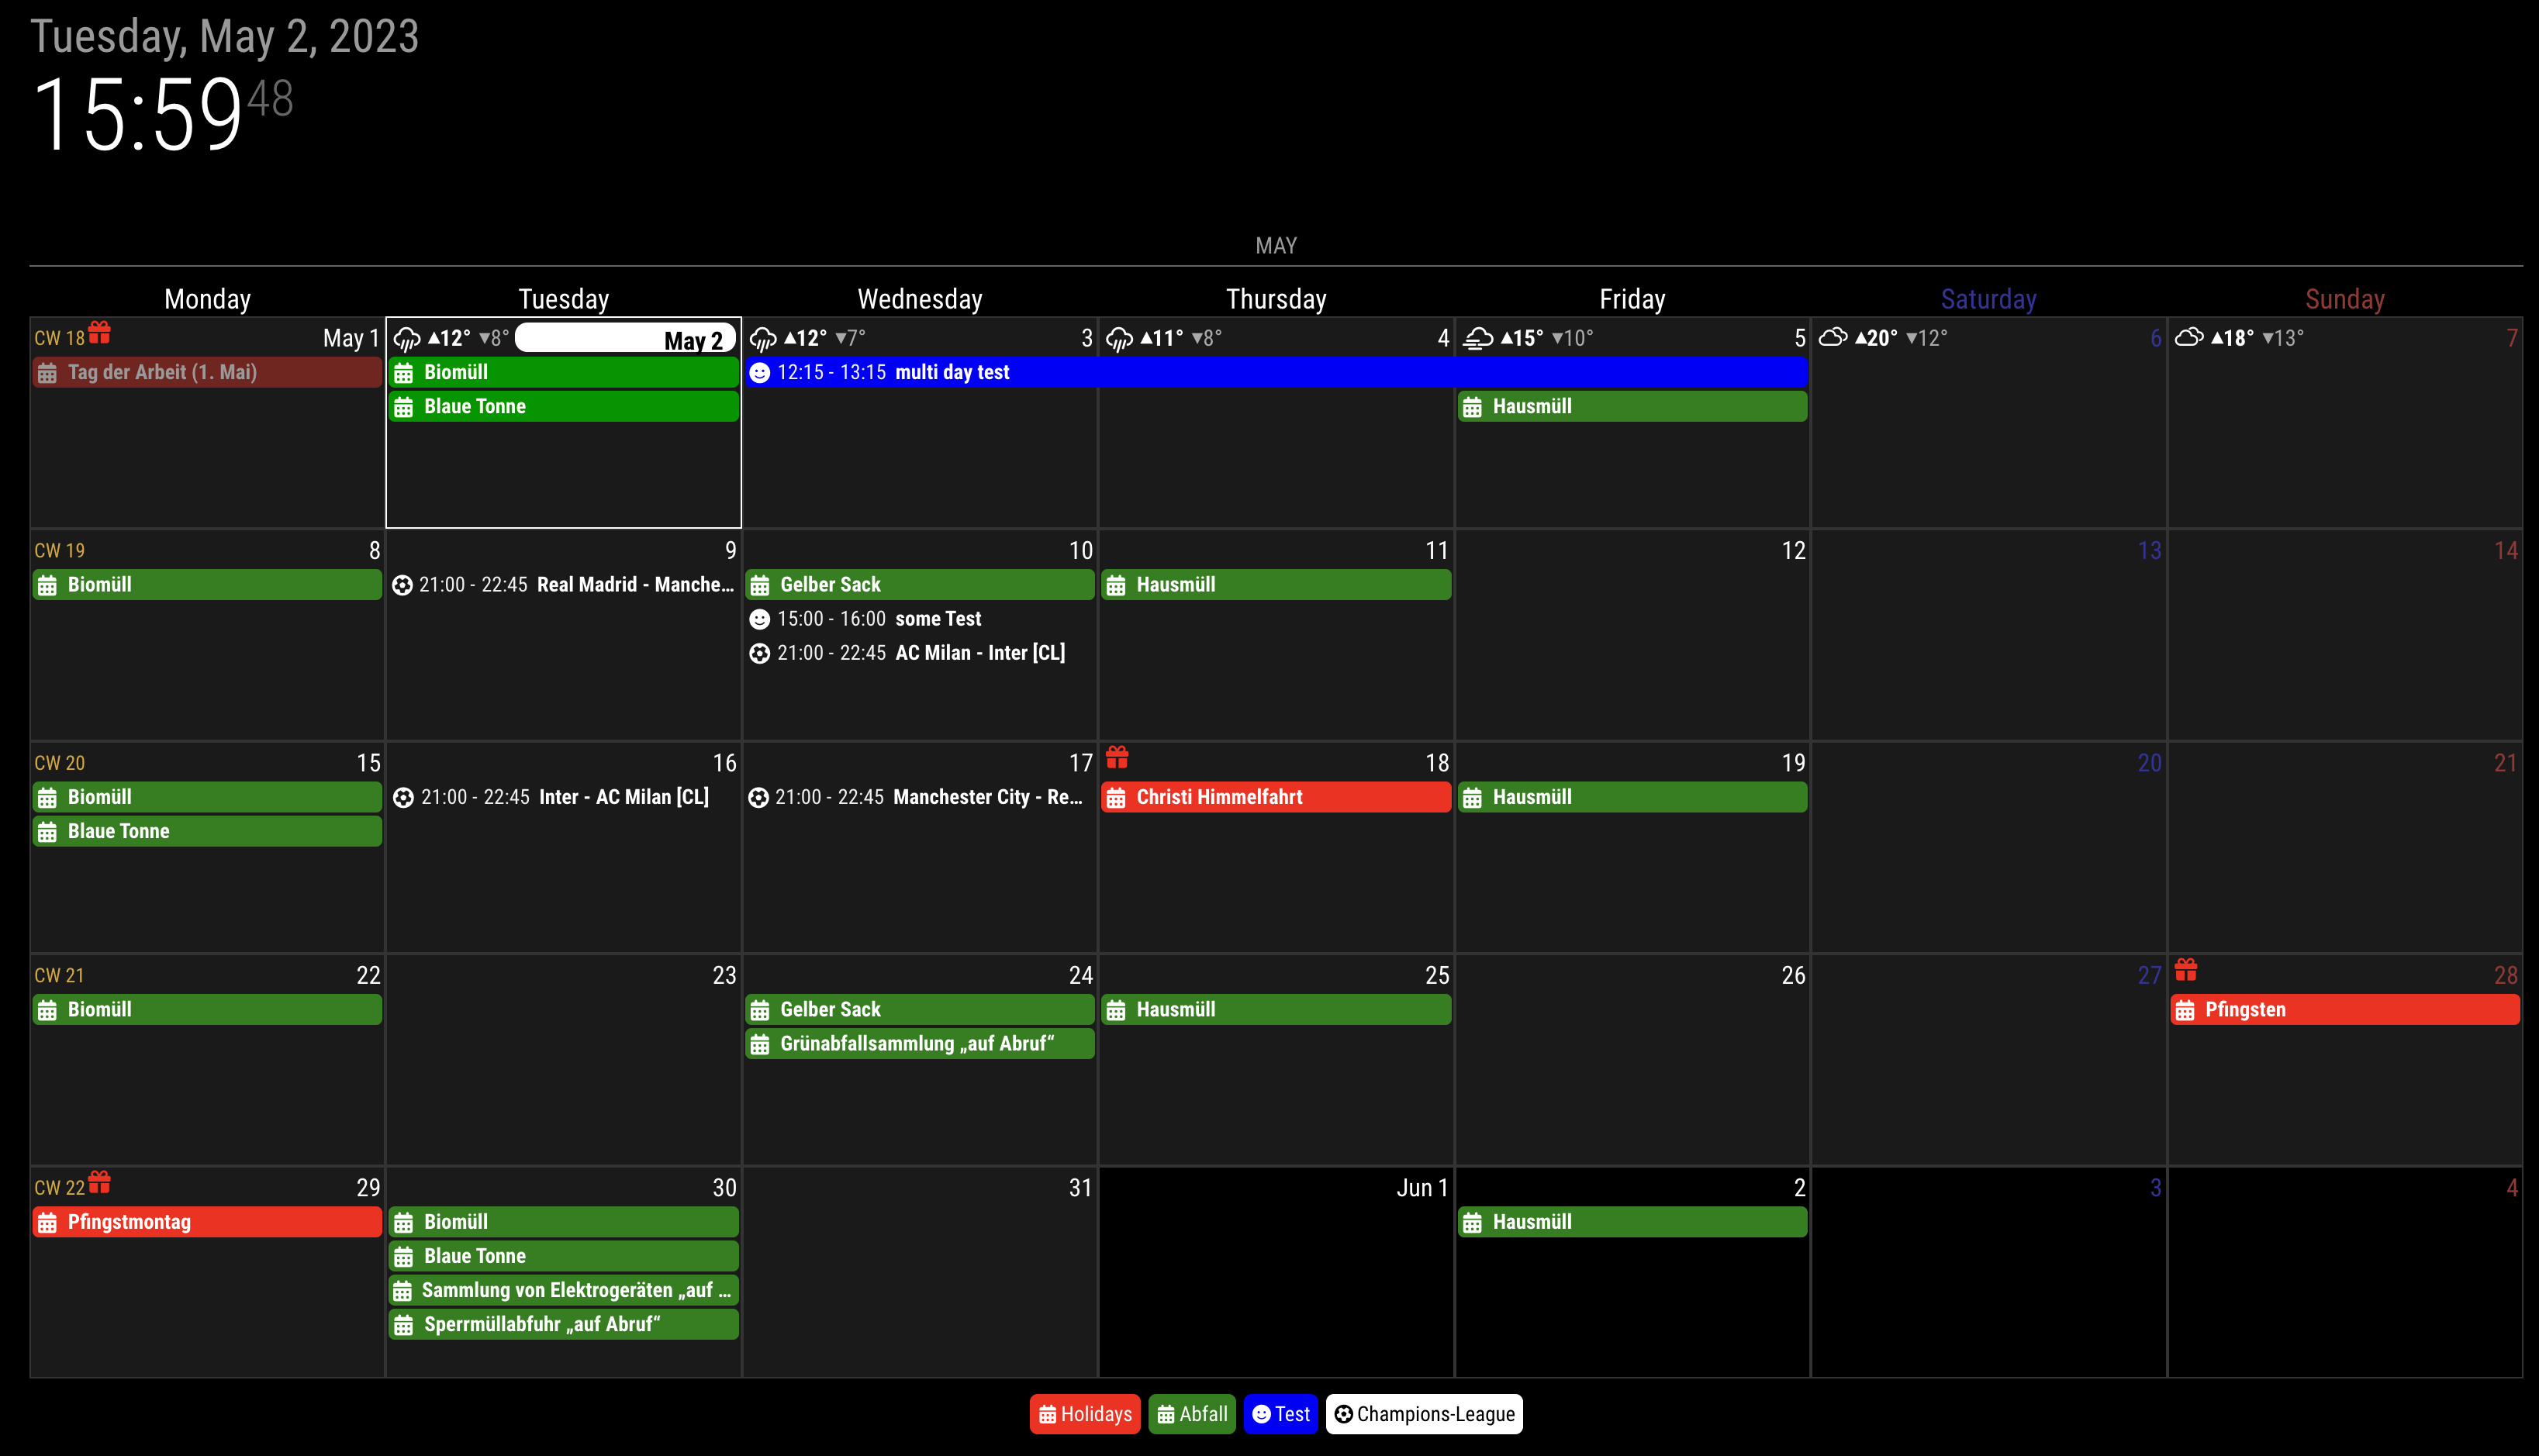 Tuesday, May 2, 2023
15:59 48
MAY
Monday Tuesday Wednesday Thursday Friday Saturday Sunday
CW 18 May 1 ▲12° ▼8° May 2 ▲12° ▼7° 3 ▲11° ▼8° 4 ▲15° ▼10° 5 ▲20° ▼12° 6 ▲18° ▼13° 7
Tag der Arbeit (1. Mai) Biomüll 12:15 - 13:15 multi day test
Blaue Tonne Hausmüll
CW 19 8 9 10 11 12 13 14
Biomüll 21:00 - 22:45 Real Madrid - Manche... Gelber Sack Hausmüll
15:00 - 16:00 some Test
21:00 - 22:45 AC Milan - Inter [CL]
CW 20 15 16 17 18 19 20 21
Biomüll 21:00 - 22:45 Inter - AC Milan [CL] 21:00 - 22:45 Manchester City - Re... Christi Himmelfahrt Hausmüll
Blaue Tonne
CW 21 22 23 24 25 26 27 28
Biomüll Gelber Sack Hausmüll Pfingsten
Grünabfallsammlung „auf Abruf“
CW 22 29 30 31 Jun 1 2 3 4
Pfingstmontag Biomüll Hausmüll
Blaue Tonne
Sammlung von Elektrogeräten „auf ...
Sperrmüllabfuhr „auf Abruf“
Holidays Abfall Test Champions-League